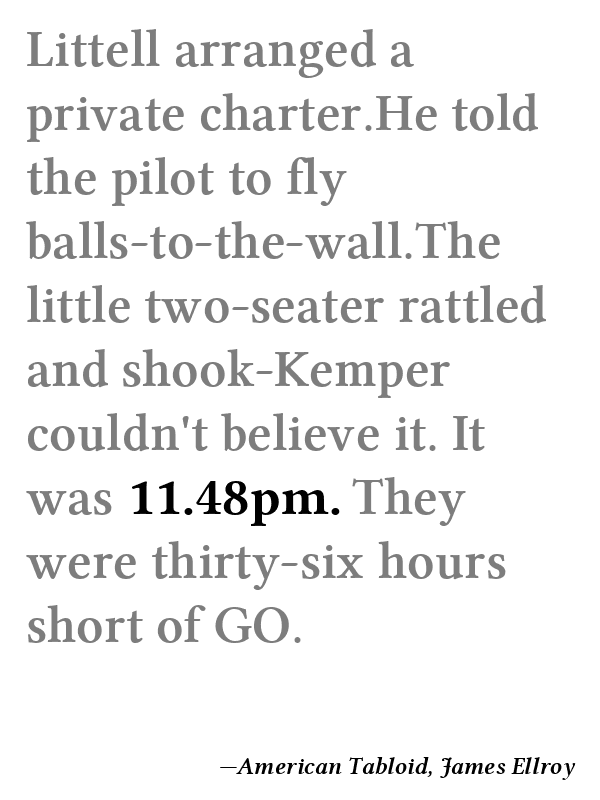 Littell arranged a
private charter.He told
the pilot to fly
balls-to-the-wall.The
little two-seater rattled
and shook-Kemper
couldn't believe it. It
was 11.48pm. They
were thirty-six hours
short of GO.
—American Tabloid, James Ellroy